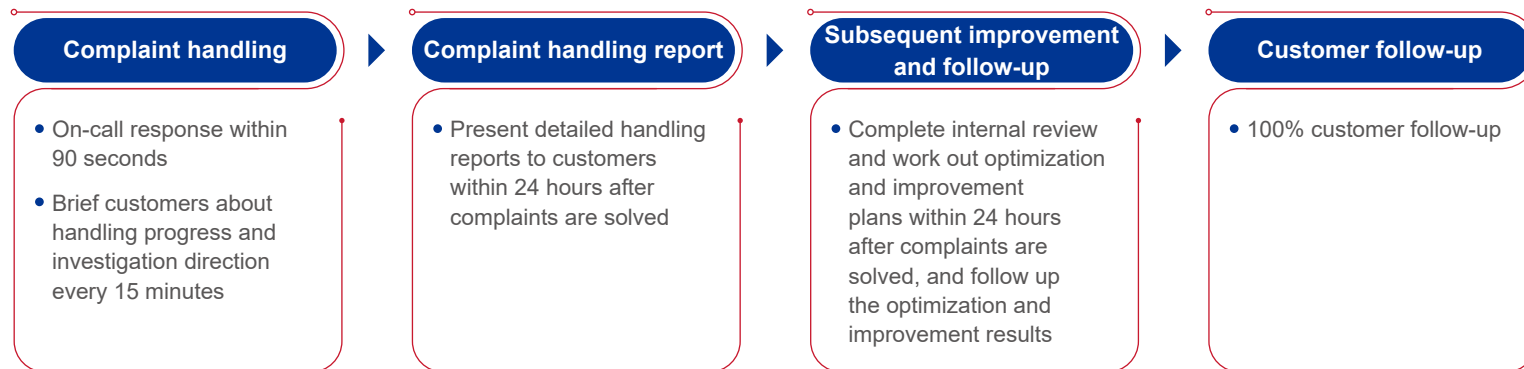 Complaint handling
• On-call response within
90 seconds
• Brief customers about
handling progress and
investigation direction
every 15 minutes
Complaint handling report
• Present detailed handling
reports to customers
within 24 hours after
complaints are solved
Subsequent improvement
and follow-up
• Complete internal review
and work out optimization
and improvement
plans within 24 hours
after complaints are
solved, and follow up
the optimization and
improvement results
Customer follow-up
• 100% customer follow-up